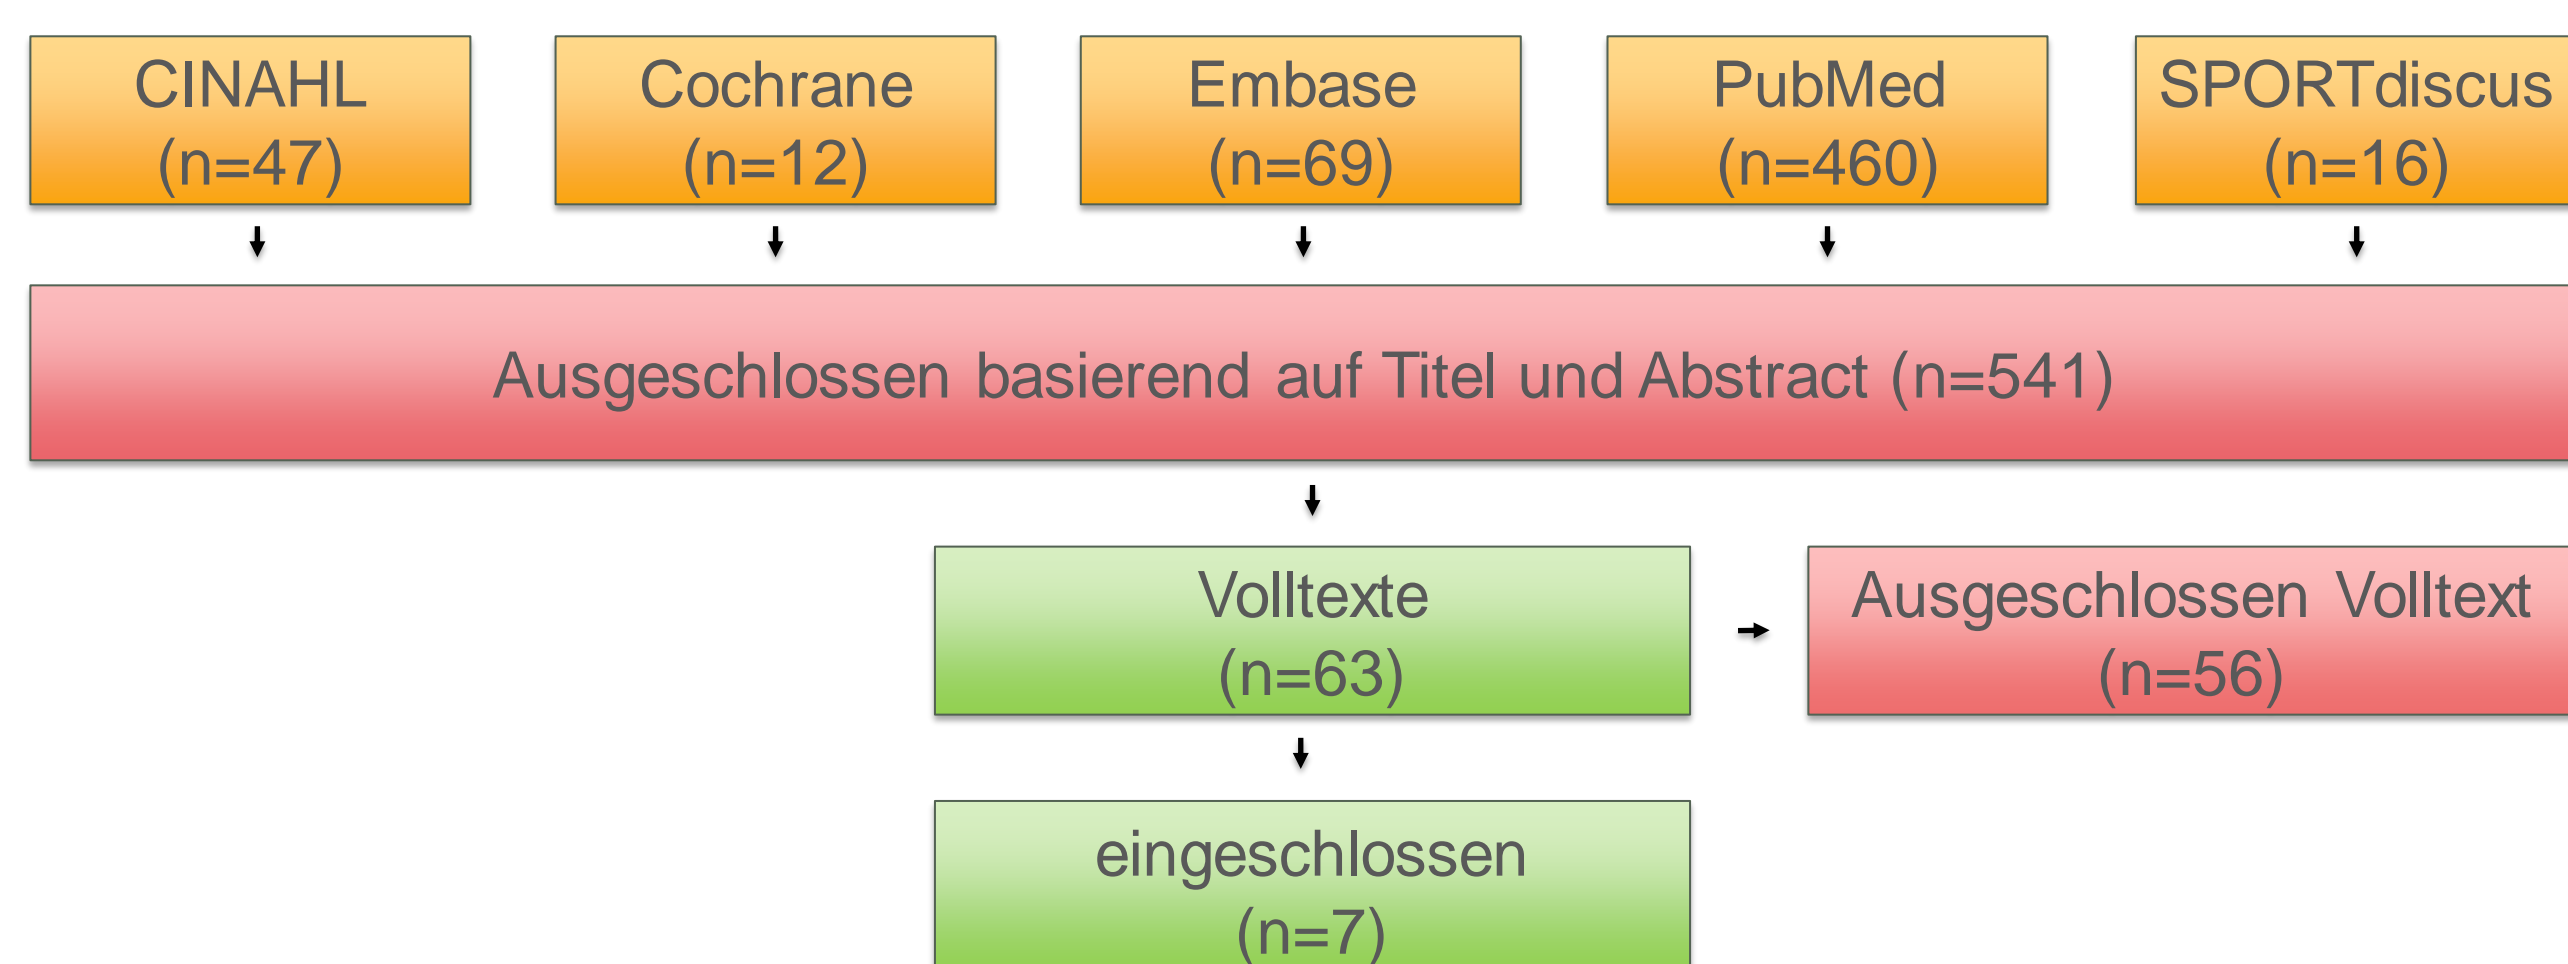 CINAHL
(n=47)
Cochrane
(n=12)
Embase
(n=69)
PubMed
(n=460)
SPORTdiscus
(n=16)
Ausgeschlossen basierend auf Titel und Abstract (n=541)
Volltexte
(n=63)
Ausgeschlossen Volltext
(n=56)
eingeschlossen
(n=7)